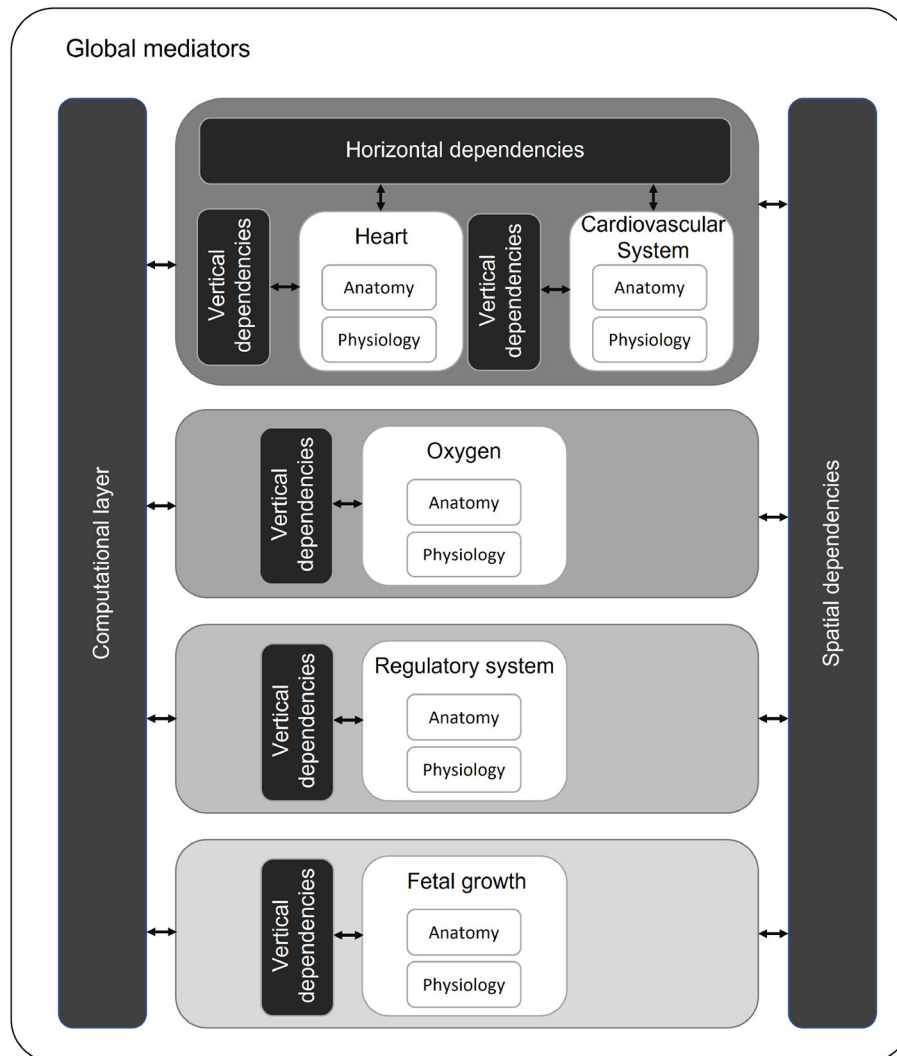 Global mediators
Computational layer
Horizontal dependencies
Vertical
dependencies
Heart
Anatomy
Physiology
Vertical
dependencies
Cardiovascular
System
Anatomy
Physiology
Vertical
dependencies
Oxygen
Anatomy
Physiology
Vertical
dependencies
Regulatory system
Anatomy
Physiology
Vertical
dependencies
Fetal growth
Anatomy
Physiology
Spatial dependencies